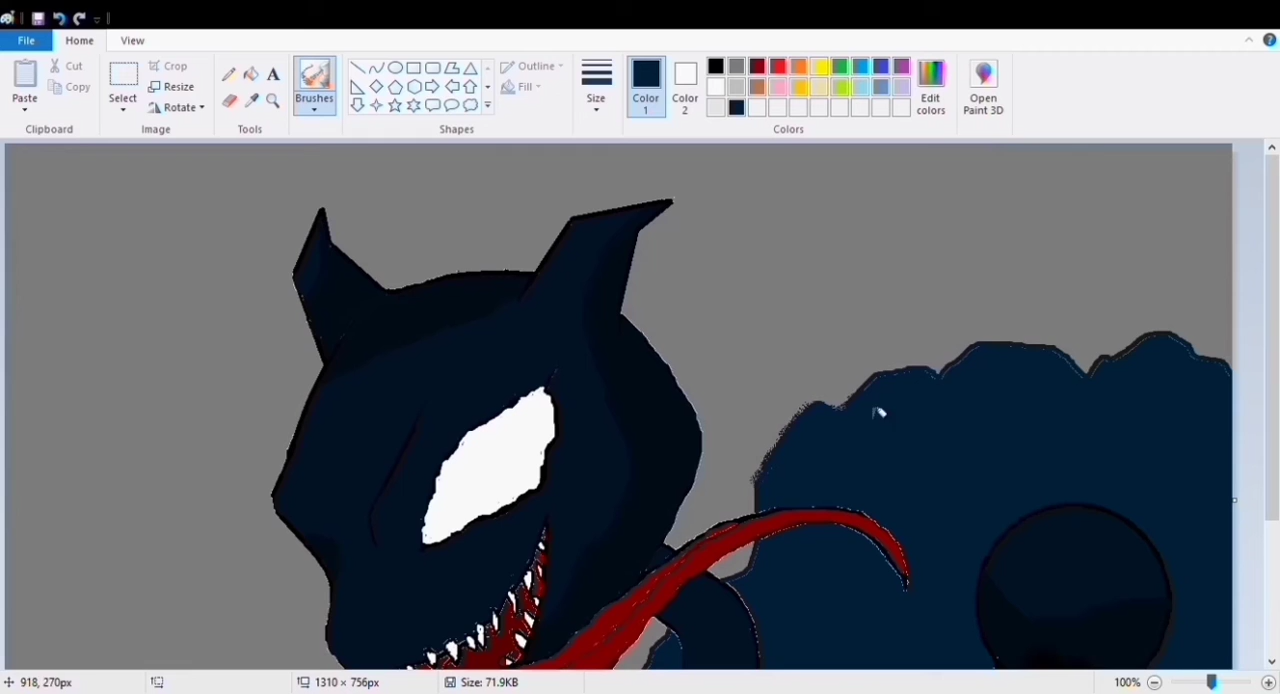 File Home View
Paste Cut Copy Clipboard
Select Crop Resize Rotate Image
A Tools
Brushes
Outline Fill Shapes
Size
Color 1 Color 2 Edit colors Colors
Open Paint 3D
918, 270px 1310 × 756px Size: 71.9KB 100%